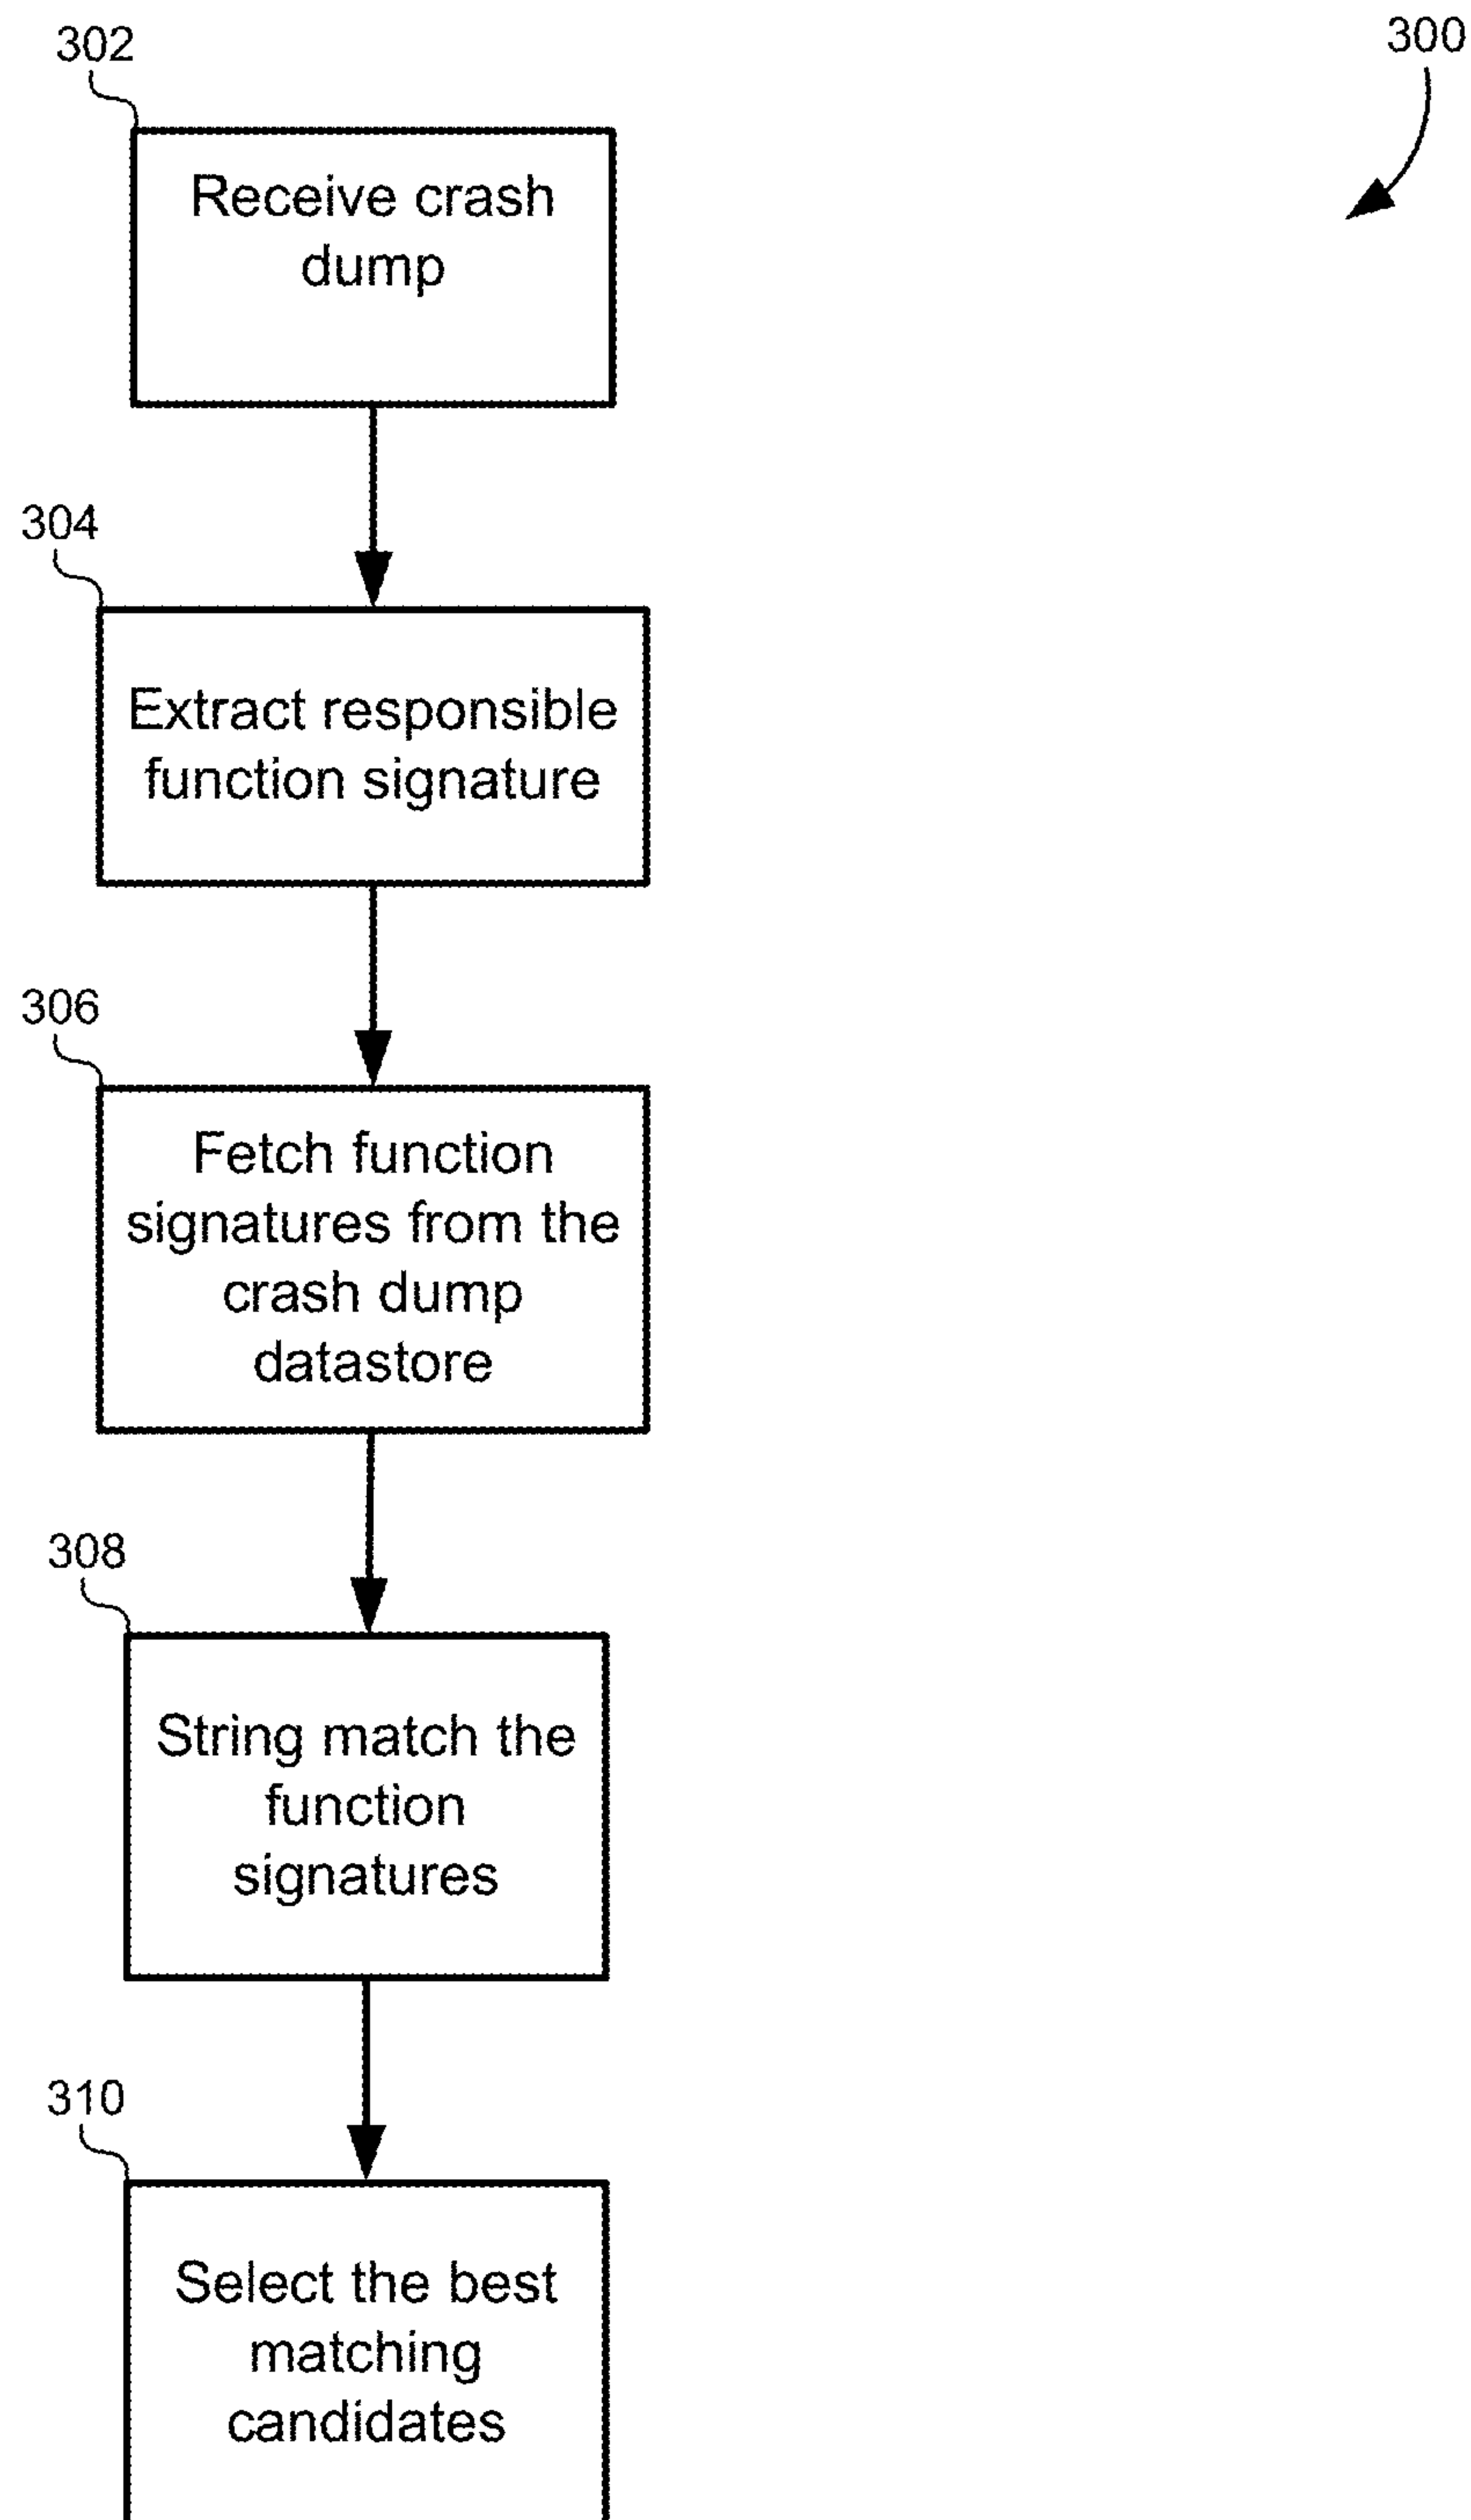 302
300
Receive crash
dump
304
Extract responsible
function signature
306
Fetch function
signatures from the
crash dump
datastore
308
String match the
function
signatures
310
Select the best
matching
candidates